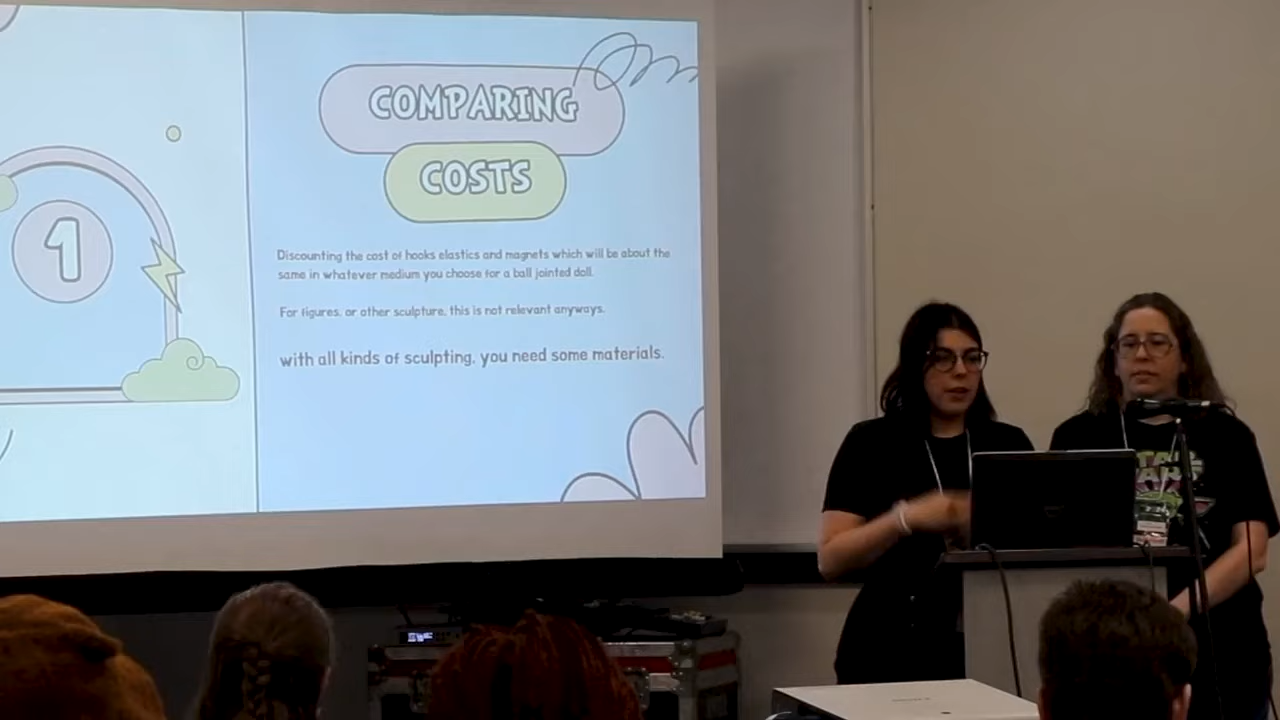 1
COMPARING
COSTS
Discounting the cost of hooks elastics and magnets which will be about the
same in whatever medium you choose for a ball jointed doll.
For figures, or other sculpture, this is not relevant anyways.
with all kinds of sculpting, you need some materials.